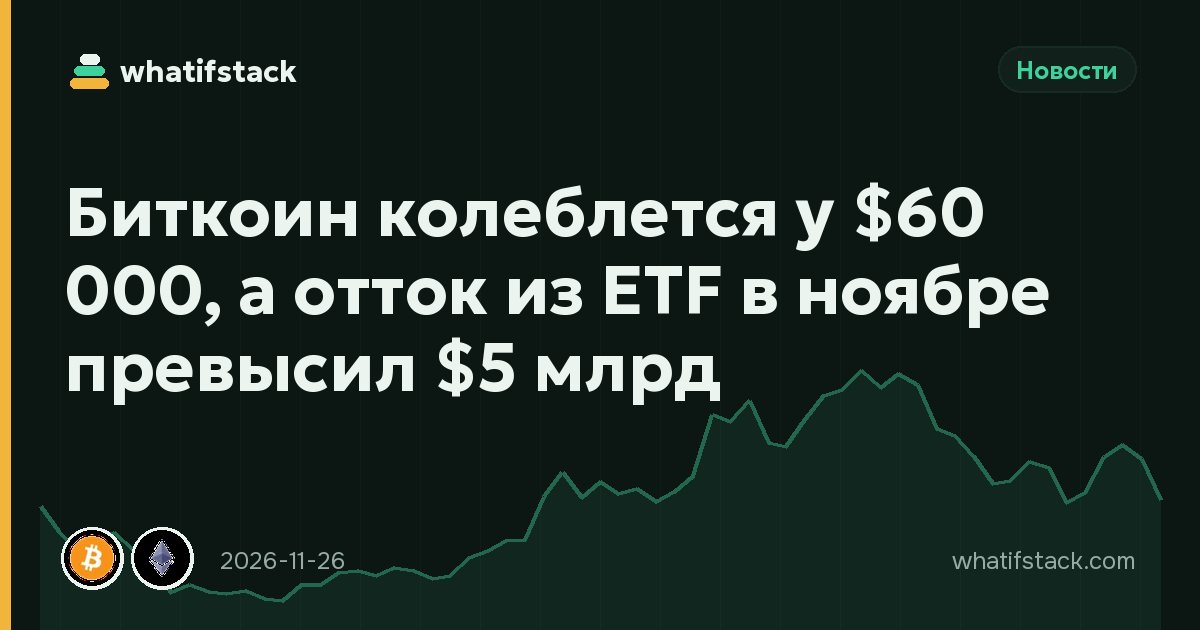 whatifstack
Новости
Биткоин колеблется у $60
000, а отток из ETF в ноябре
превысил $5 млрд
2026-11-26
whatifstack.com